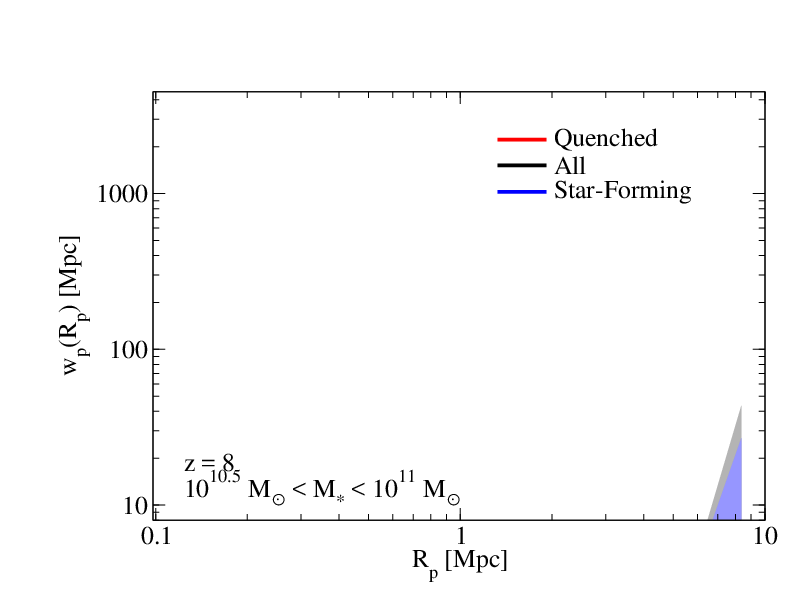 Quenched
All
Star-Forming
1000
100
10
w_p(R_p) [Mpc]
z = 8
10^10.5 M_⊙ < M_* < 10^11 M_⊙
0.1 1 10
R_p [Mpc]